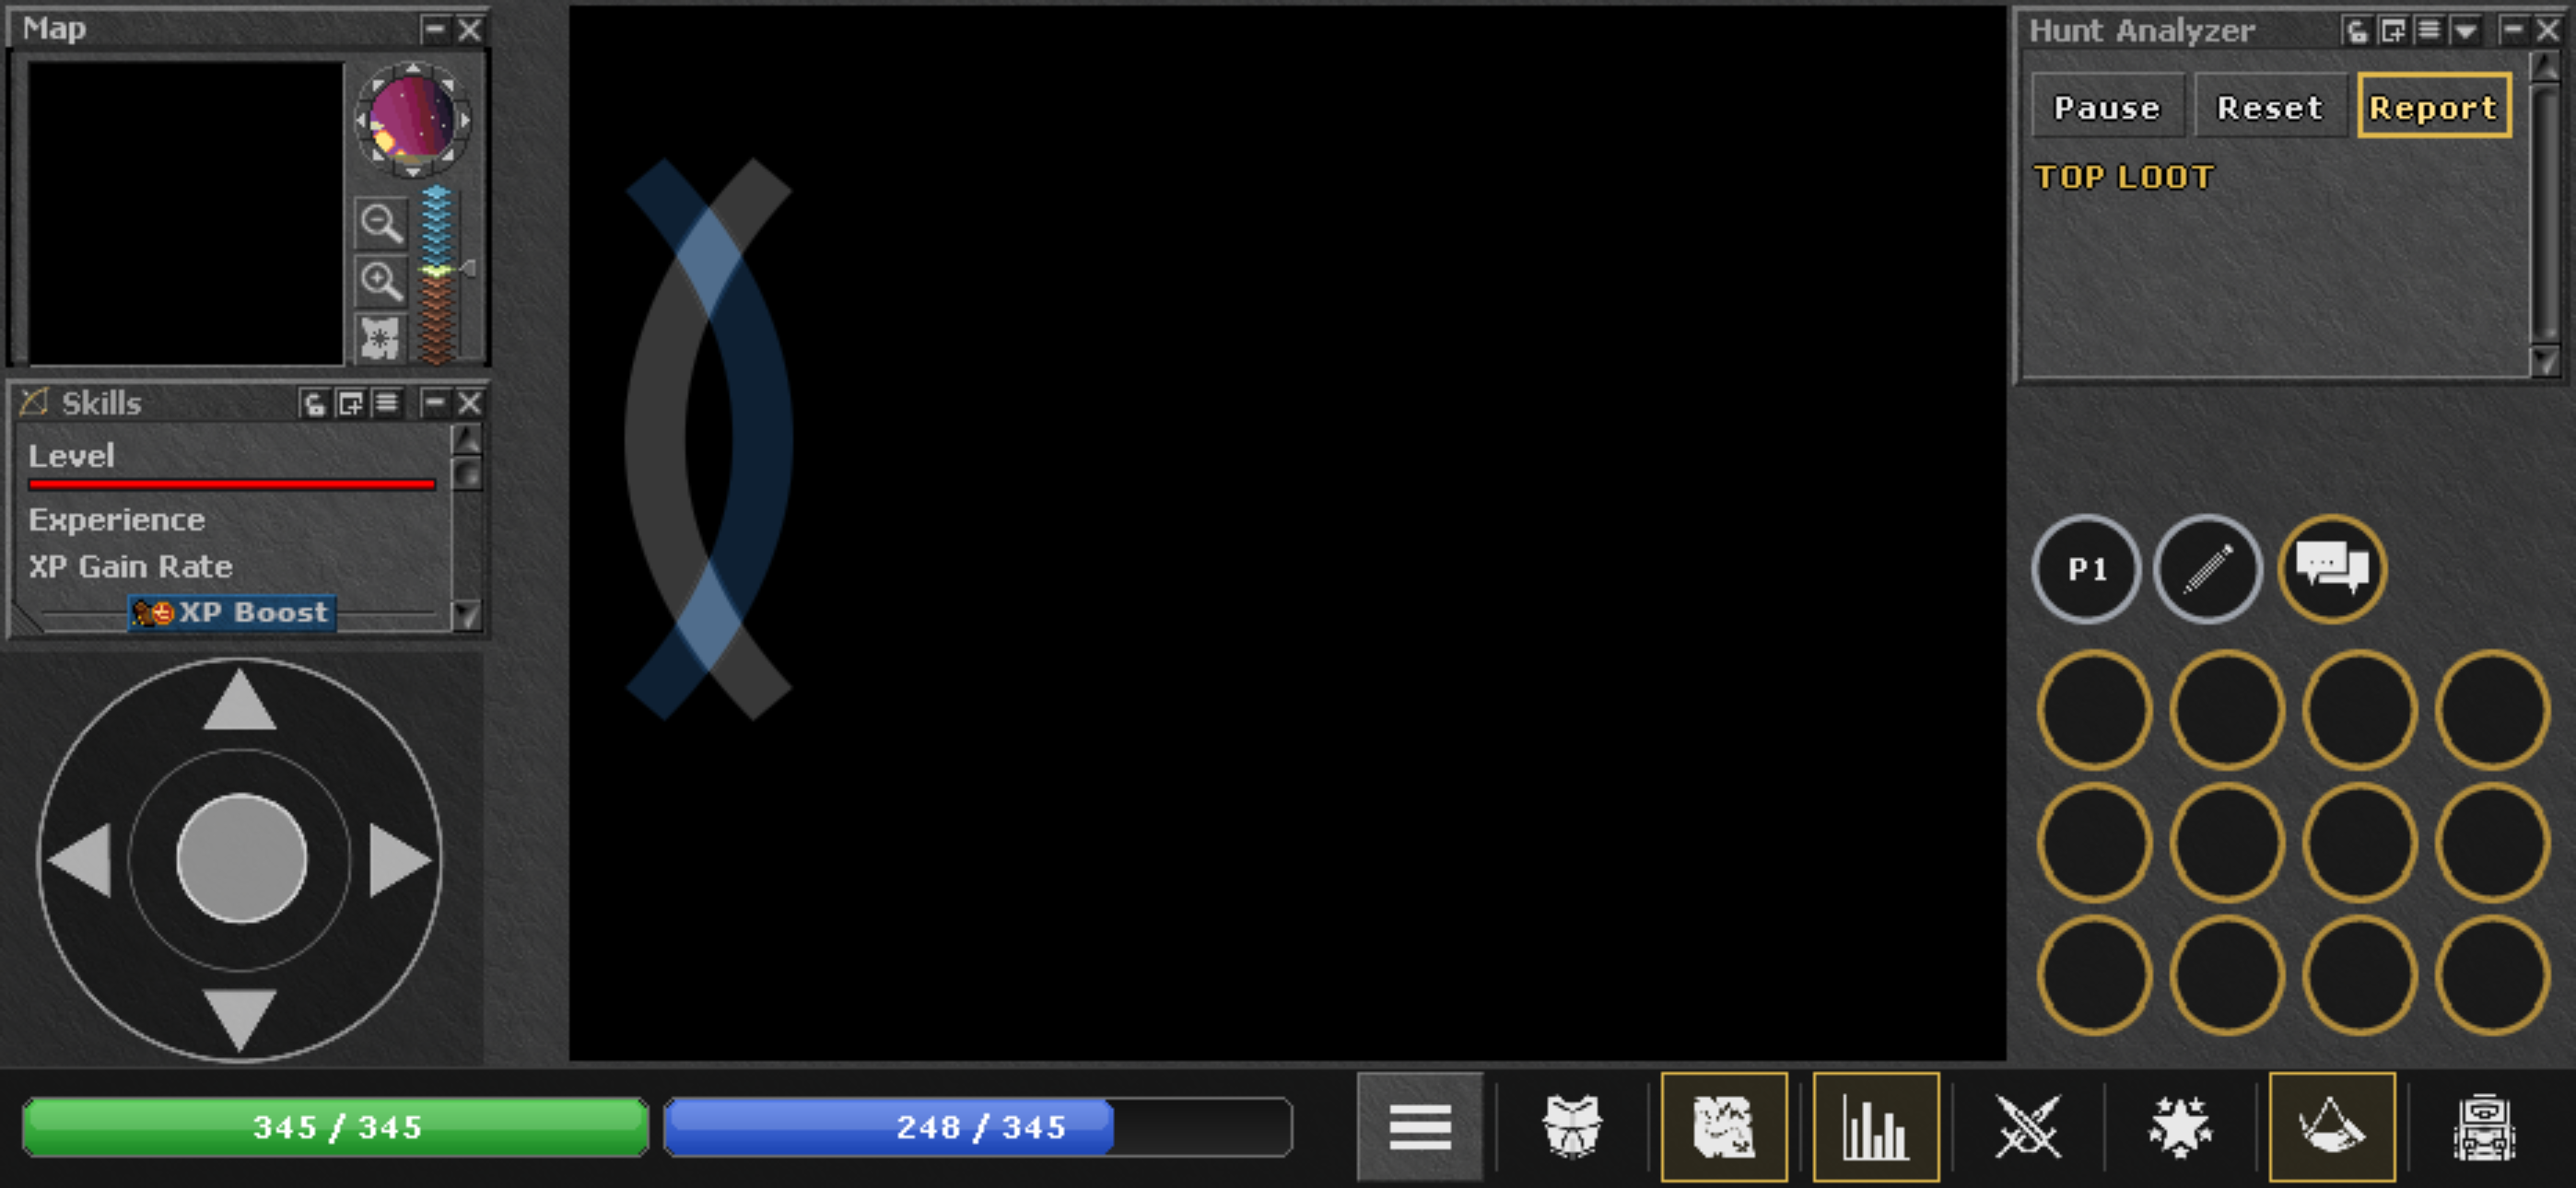 Map
Skills
Level
Experience
XP Gain Rate
XP Boost
Hunt Analyzer
Pause Reset Report
TOP LOOT
P1
345 / 345
248 / 345